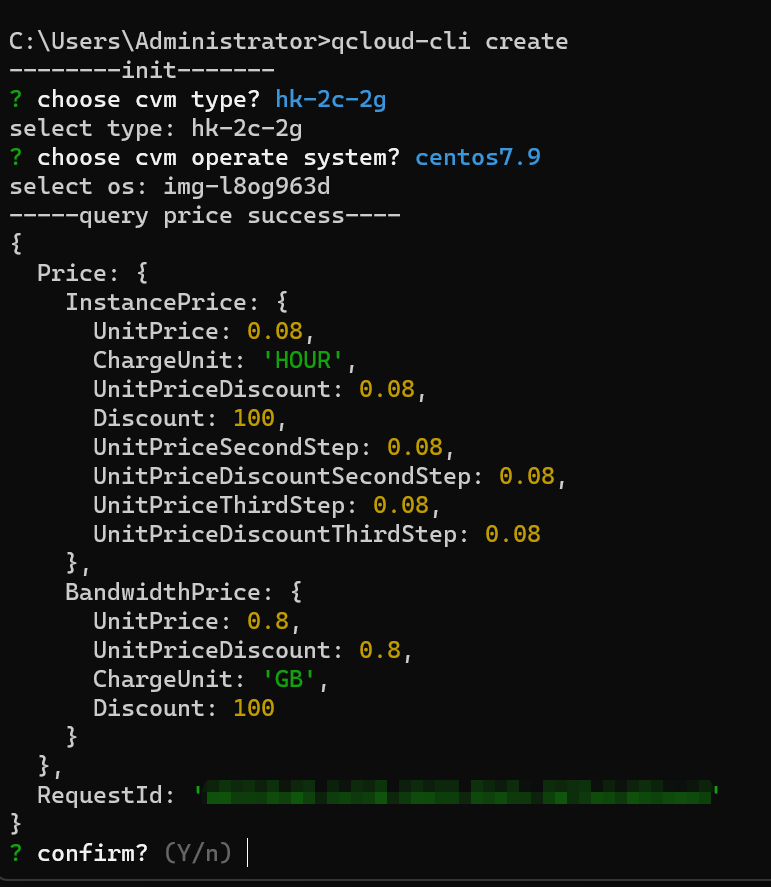 C:\Users\Administrator>qcloud-cli create
--------init-------
? choose cvm type? hk-2c-2g
select type: hk-2c-2g
? choose cvm operate system? centos7.9
select os: img-l8og963d
-----query price success----
{
  Price: {
    InstancePrice: {
      UnitPrice: 0.08,
      ChargeUnit: 'HOUR',
      UnitPriceDiscount: 0.08,
      Discount: 100,
      UnitPriceSecondStep: 0.08,
      UnitPriceDiscountSecondStep: 0.08,
      UnitPriceThirdStep: 0.08,
      UnitPriceDiscountThirdStep: 0.08
    },
    BandwidthPrice: {
      UnitPrice: 0.8,
      UnitPriceDiscount: 0.8,
      ChargeUnit: 'GB',
      Discount: 100
    }
  },
  RequestId: ''
}
? confirm? (Y/n)